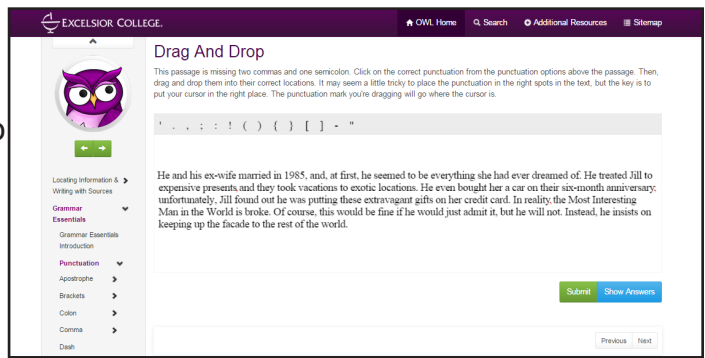 EXCELSIOR COLLEGE.
OWL Home
Search
Additional Resources
Sitemap
Drag And Drop
This passage is missing two commas and one semicolon. Click on the correct punctuation from the punctuation options above the passage. Then,
drag and drop them into their correct locations. It may seem a little tricky to place the punctuation in the right spots in the text, but the key is to
put your cursor in the right place. The punctuation mark you're dragging will go where the cursor is.
' . , ; : ! ( ) { } [ ] - "
He and his ex-wife married in 1985, and, at first, he seemed to be everything she had ever dreamed of. He treated Jill to
expensive presents, and they took vacations to exotic locations. He even bought her a car on their six-month anniversary;
unfortunately, Jill found out he was putting these extravagant gifts on her credit card. In reality, the Most Interesting
Man in the World is broke. Of course, this would be fine if he would just admit it, but he will not. Instead, he insists on
keeping up the facade to the rest of the world.
Submit
Show Answers
Previous
Next
Locating Information &
Writing with Sources
Grammar
Essentials
Grammar Essentials
Introduction
Punctuation
Apostrophe
Brackets
Colon
Comma
Dash